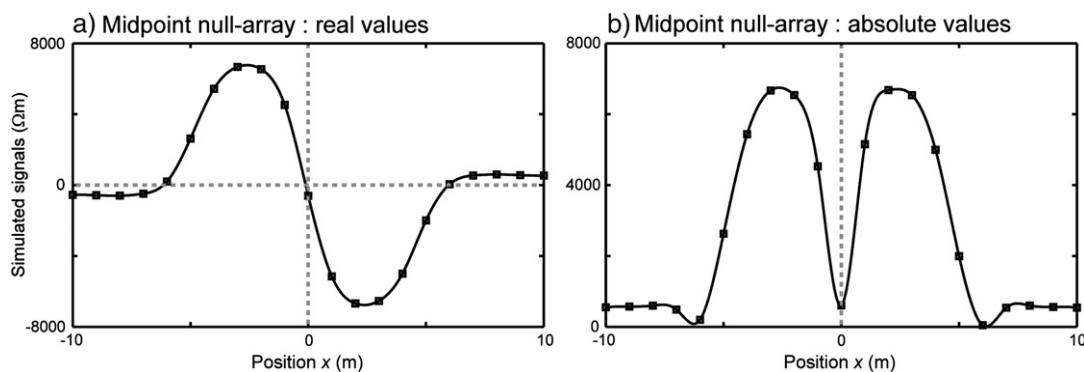 a) Midpoint null-array : real values
8000
0
-8000
-10
0
10
Simulated signals (Ωm)
Position x (m)
b) Midpoint null-array : absolute values
8000
4000
0
-10
0
10
Position x (m)